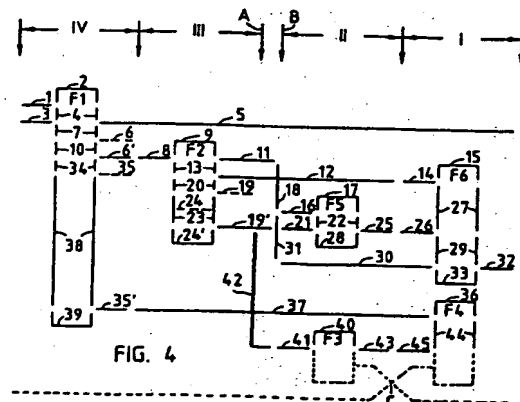 IV III A B II I
2
1 F1
3 4 5
7 6 9
10 6' 8 F2 11 15
34 35 13 12 14 F6
20 19 18 17
24 16 F5 27
23 19' 21 22 25 26
24' 28 29
38 31 30 32
42 33
35' 37 36
39 40 F4
41 F3 43 45 44
FIG. 4